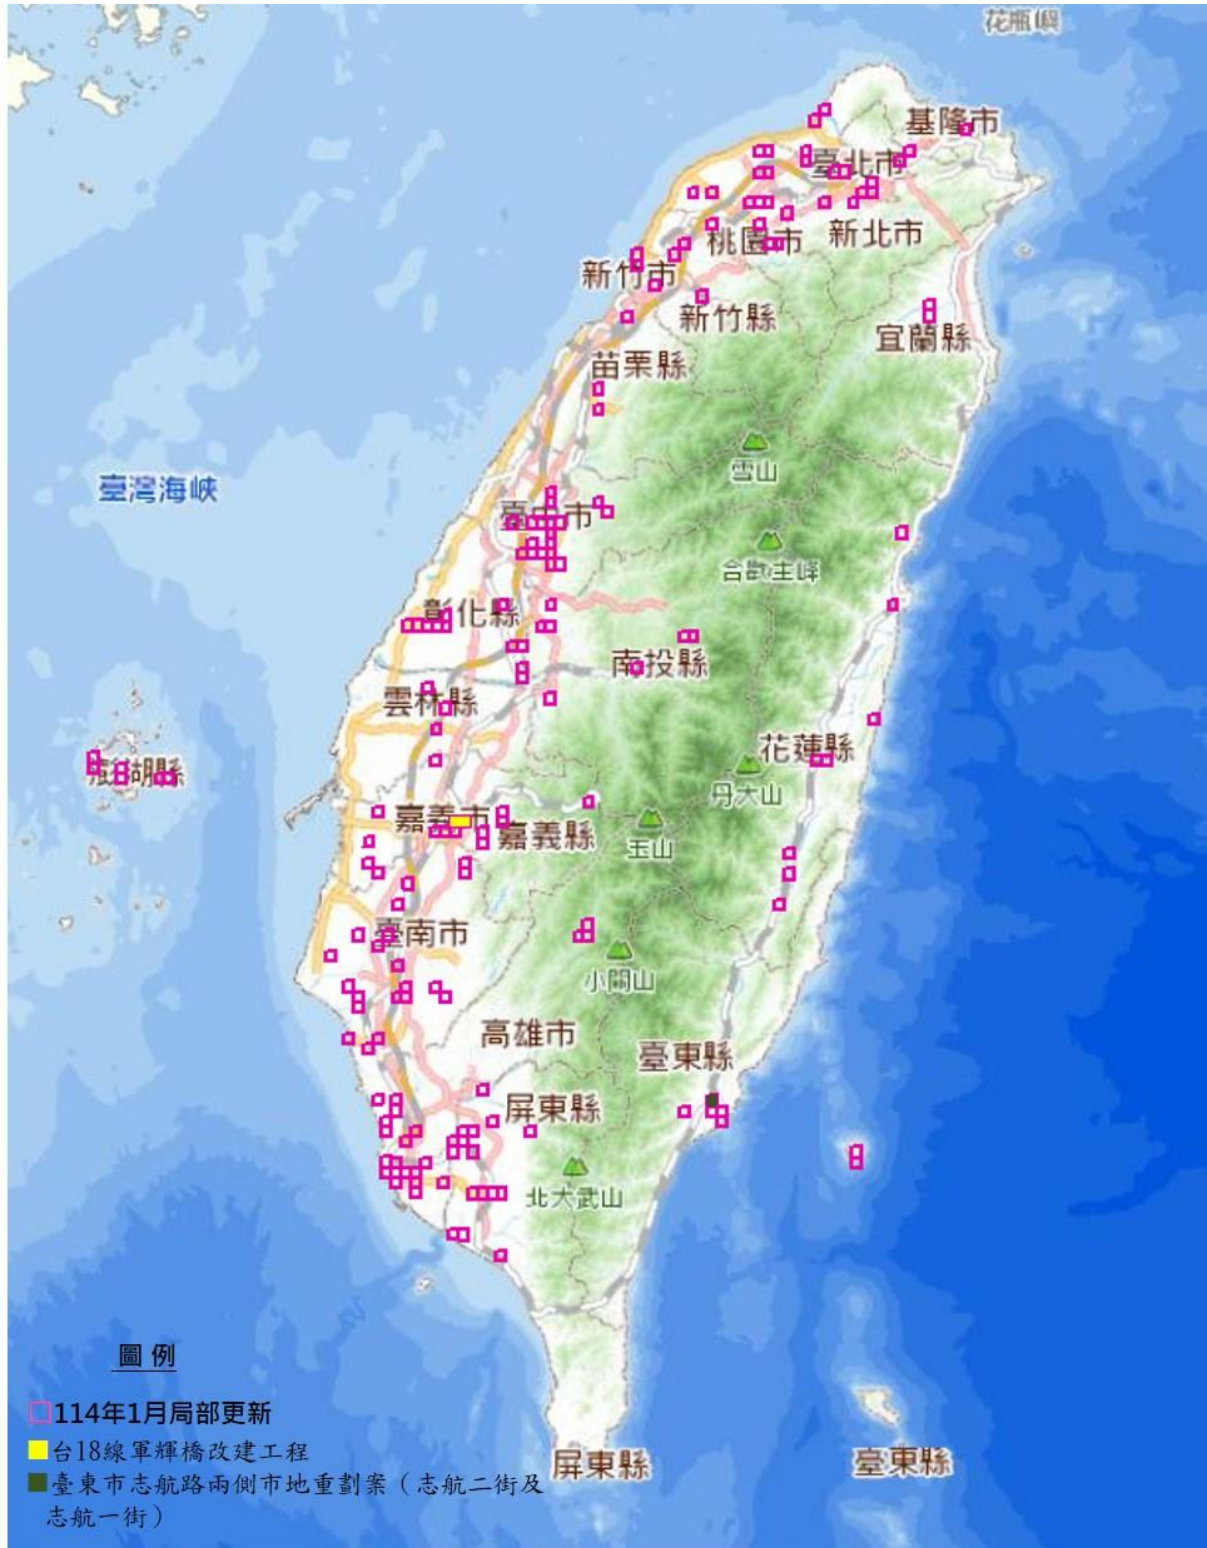 花瓶嶼
基隆市
臺北市
新北市
桃園市
新竹市
新竹縣
宜蘭縣
苗栗縣
雪山
臺灣海峽
臺中市
合歡主峰
彰化縣
南投縣
雲林縣
花蓮縣
澎湖縣
丹大山
嘉義市
嘉義縣
玉山
臺南市
小關山
高雄市
臺東縣
屏東縣
北大武山
圖例
114年1月局部更新
台18線軍輝橋改建工程
臺東市志航路兩側市地重劃案（志航二街及
志航一街）
屏東縣
臺東縣